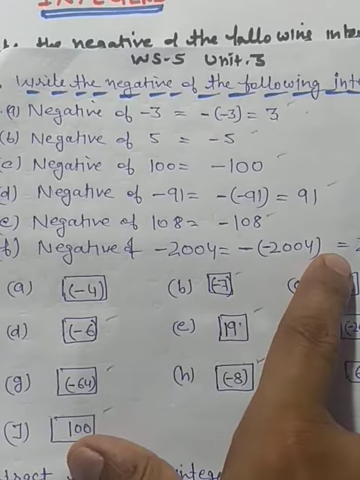 INTEGERS
the negative of the following inte
WS-5 Unit.3
Write the negative of the following int
(a) Negative of -3 = -(-3) = 3
(b) Negative of 5 = -5
(c) Negative of 100 = -100
(d) Negative of -91 = -(-91) = 91
(e) Negative of 108 = -108
(f) Negative of -2004 = -(-2004) =
(a) (-4) (b) (-7)
(d) (-6 (e) 19
(g) (-64) (h) (-8)
(J) 100
tract